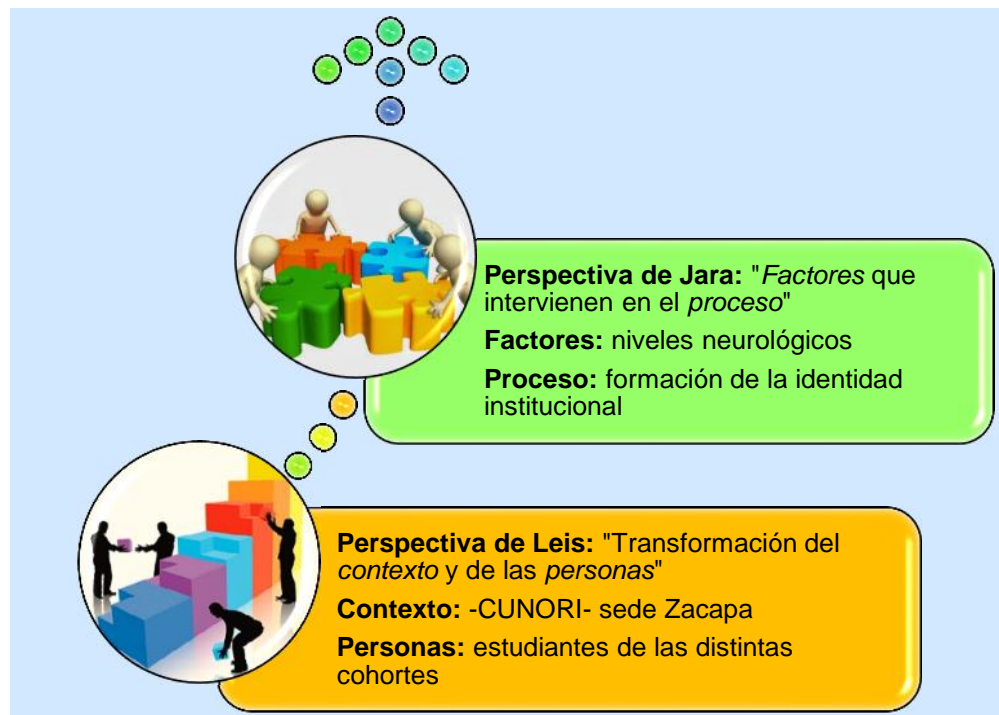 Perspectiva de Jara: "Factores que
intervienen en el proceso"
Factores: niveles neurológicos
Proceso: formación de la identidad
institucional
Perspectiva de Leis: "Transformación del
contexto y de las personas"
Contexto: -CUNORI- sede Zacapa
Personas: estudiantes de las distintas
cohortes